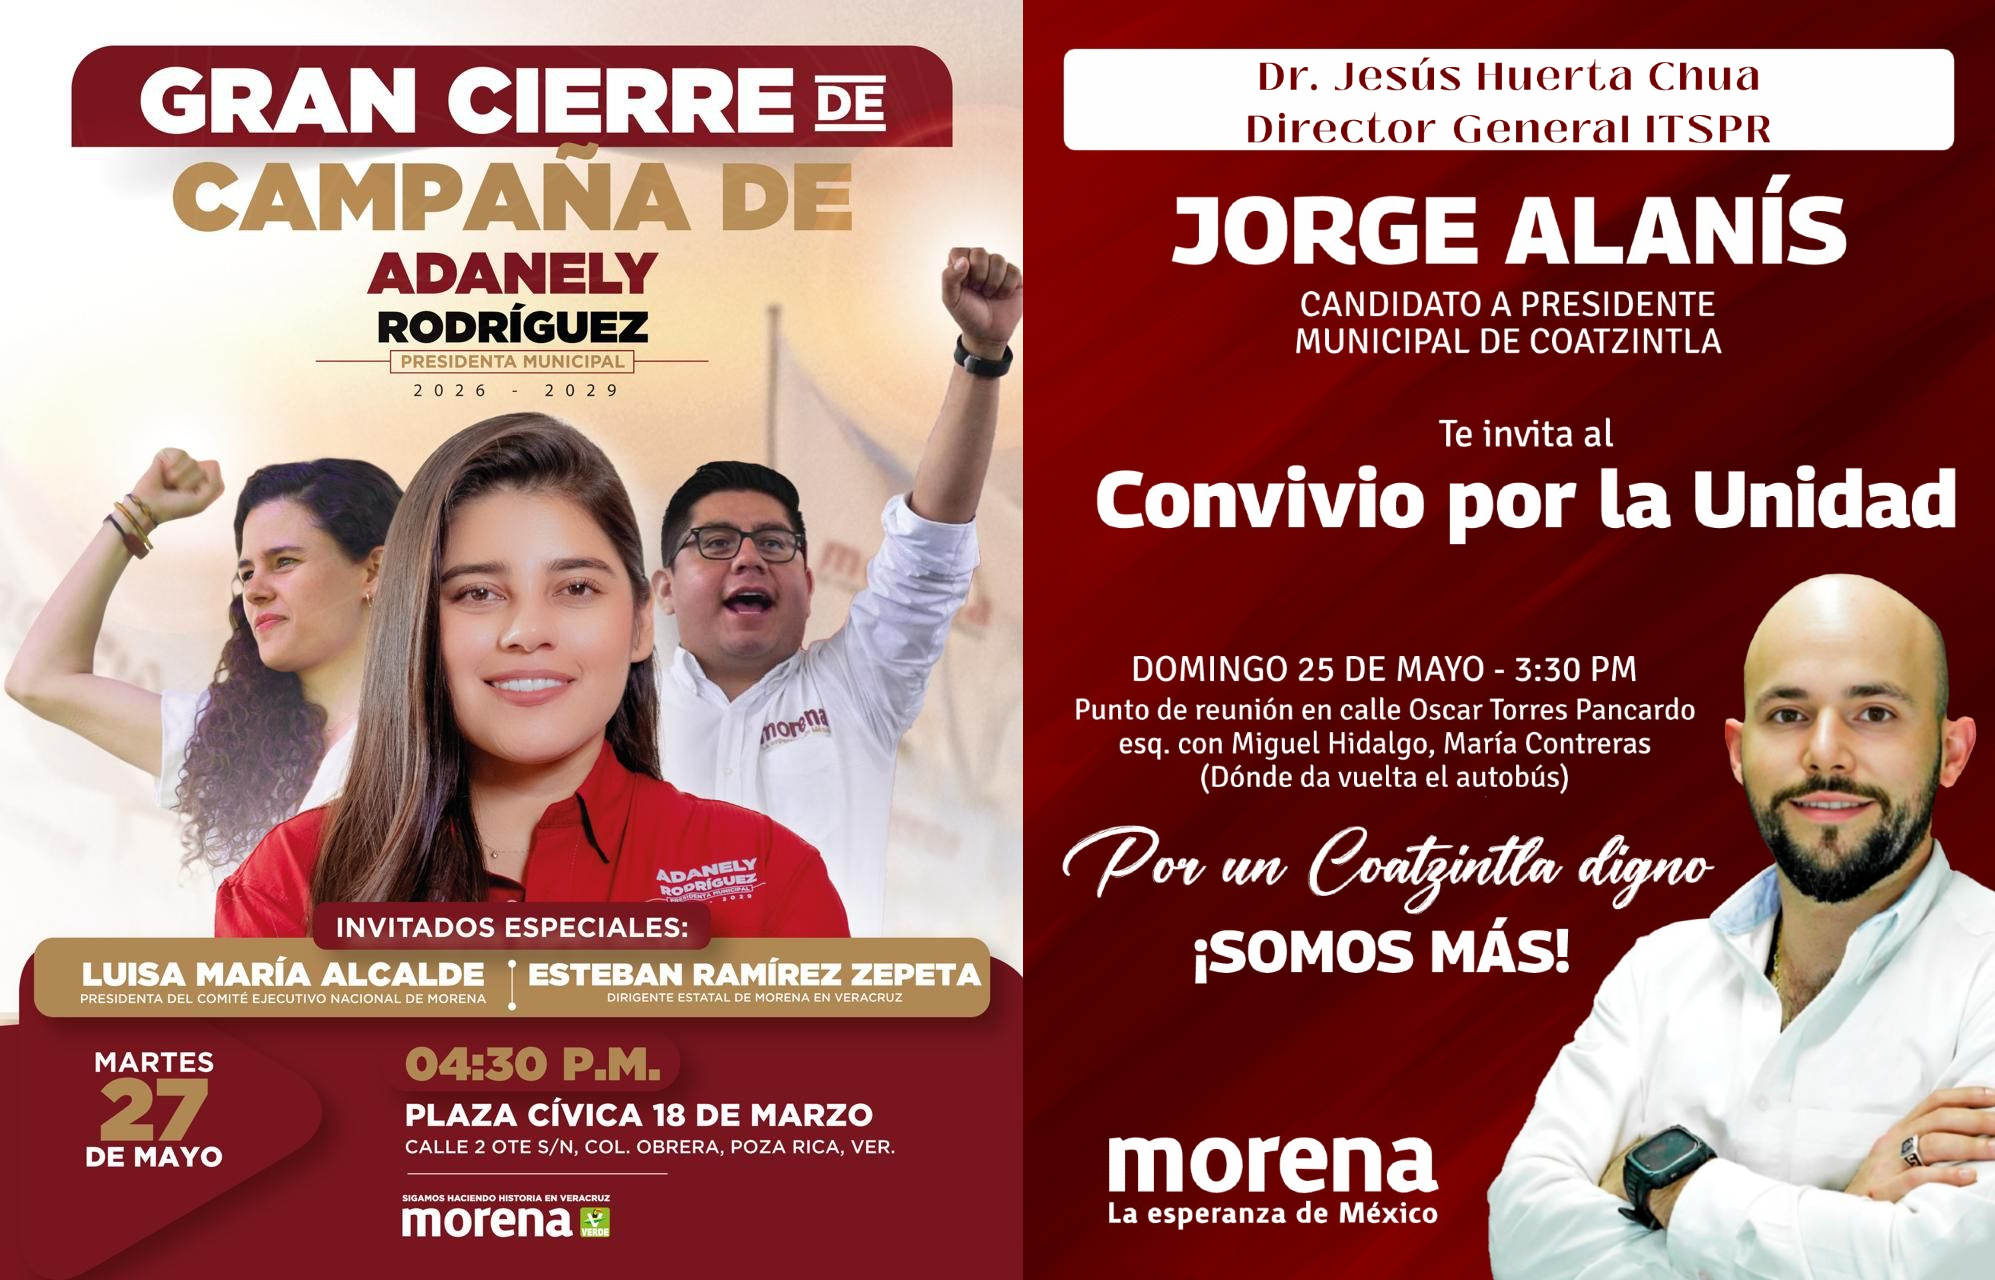 GRAN CIERRE DE
CAMPAÑA DE
ADANELY
RODRÍGUEZ
PRESIDENTA MUNICIPAL
2026 - 2029
morena
ADANELY
RODRÍGUEZ
PRESIDENTA MUNICIPAL
2029
INVITADOS ESPECIALES:
LUISA MARÍA ALCALDE
PRESIDENTA DEL COMITÉ EJECUTIVO NACIONAL DE MORENA
ESTEBAN RAMÍREZ ZEPETA
DIRIGENTE ESTATAL DE MORENA EN VERACRUZ
MARTES
27
DE MAYO
04:30 P.M.
PLAZA CÍVICA 18 DE MARZO
CALLE 2 OTE S/N, COL. OBRERA, POZA RICA, VER.
SIGAMOS HACIENDO HISTORIA EN VERACRUZ
morena VERDE
Dr. Jesús Huerta Chua
Director General ITSPR
JORGE ALANÍS
CANDIDATO A PRESIDENTE
MUNICIPAL DE COATZINTLA
Te invita al
Convivio por la Unidad
DOMINGO 25 DE MAYO - 3:30 PM
Punto de reunión en calle Oscar Torres Pancardo
esq. con Miguel Hidalgo, María Contreras
(Dónde da vuelta el autobús)
Por un Coatzintla digno
¡SOMOS MÁS!
morena
La esperanza de México